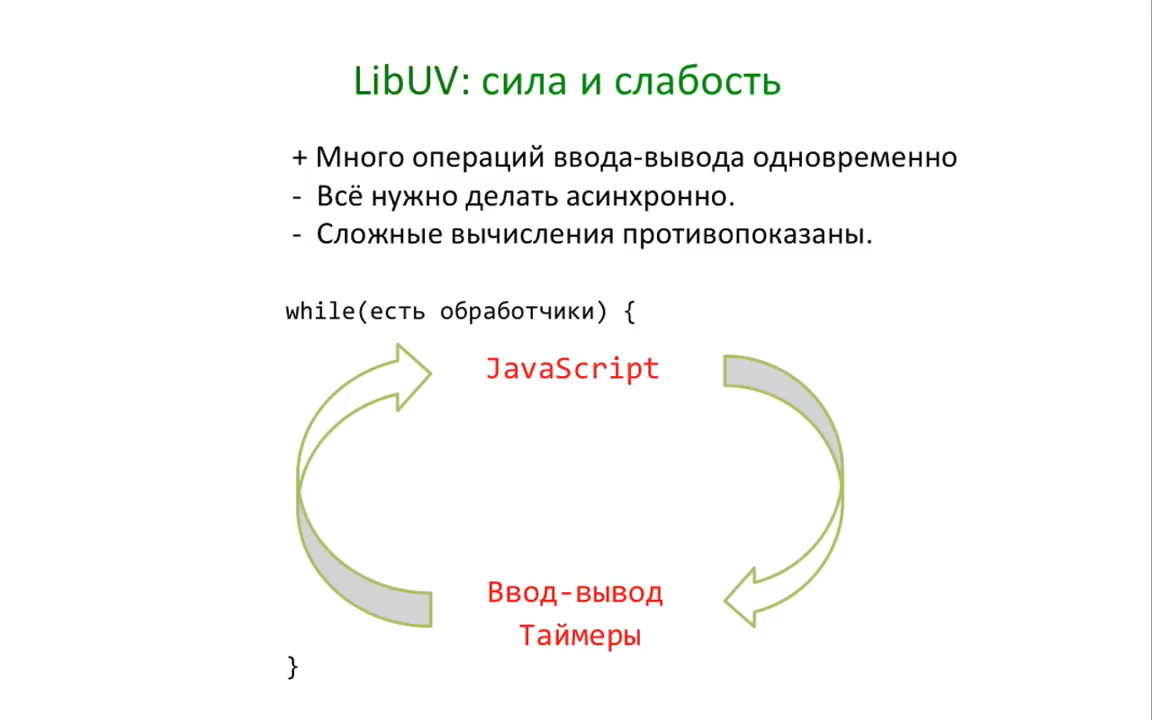 LibUV: сила и слабость
+ Много операций ввода-вывода одновременно
- Всё нужно делать асинхронно.
- Сложные вычисления противопоказаны.
while(есть обработчики) {
JavaScript
Ввод-вывод
Таймеры
}